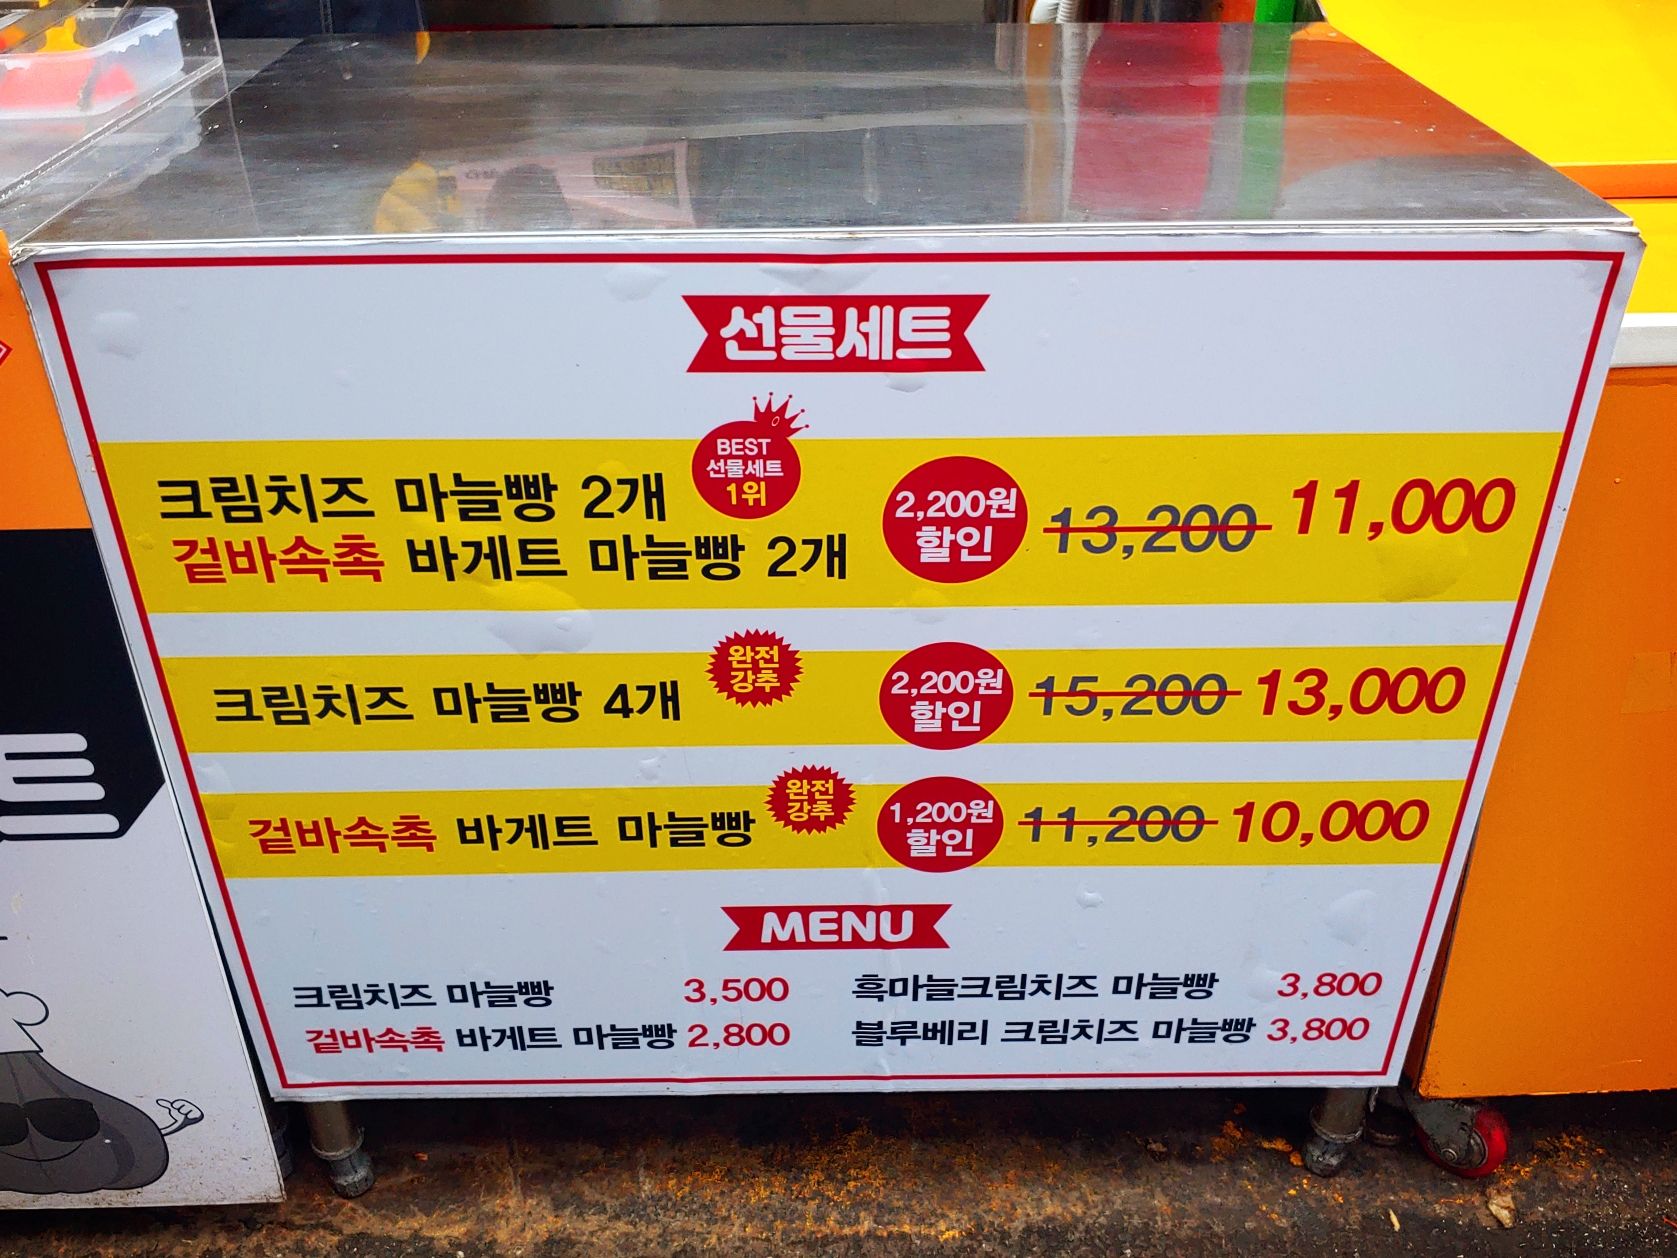 선물세트
BEST
선물세트
1위
크림치즈 마늘빵 2개
겉바속촉 바게트 마늘빵 2개
2,200원
할인
13,200 11,000
완전
강추
크림치즈 마늘빵 4개
2,200원
할인
15,200 13,000
완전
강추
겉바속촉 바게트 마늘빵
1,200원
할인
11,200 10,000
MENU
크림치즈 마늘빵 3,500
겉바속촉 바게트 마늘빵 2,800
흑마늘크림치즈 마늘빵 3,800
블루베리 크림치즈 마늘빵 3,800